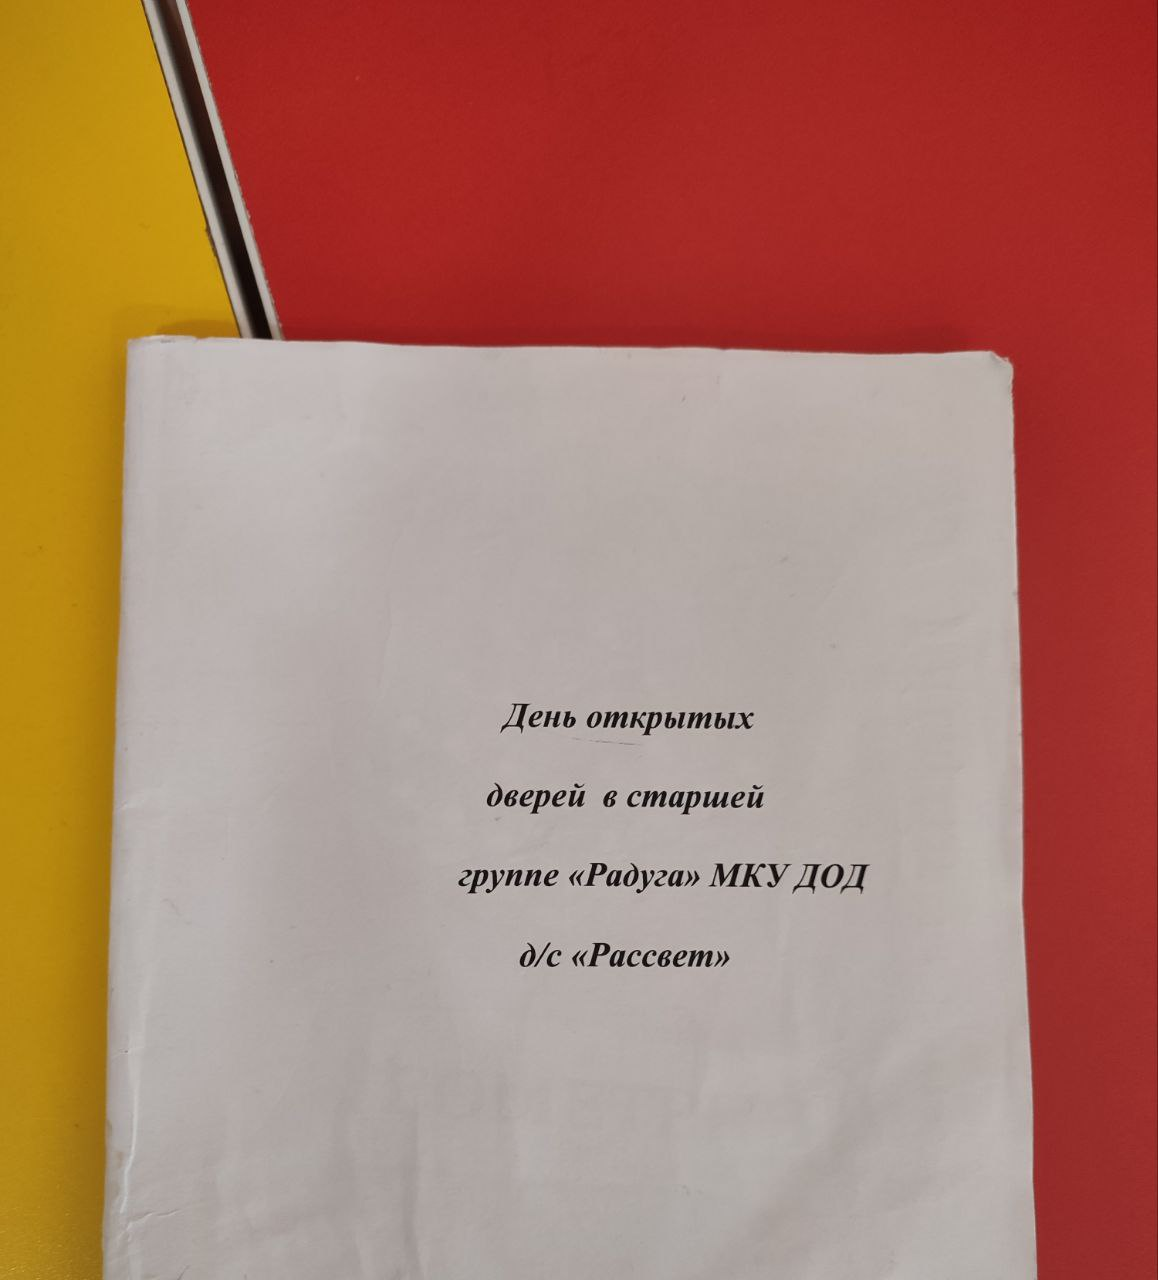 День открытых
дверей в старшей
группе «Радуга» МКУ ДОД
д/с «Рассвет»